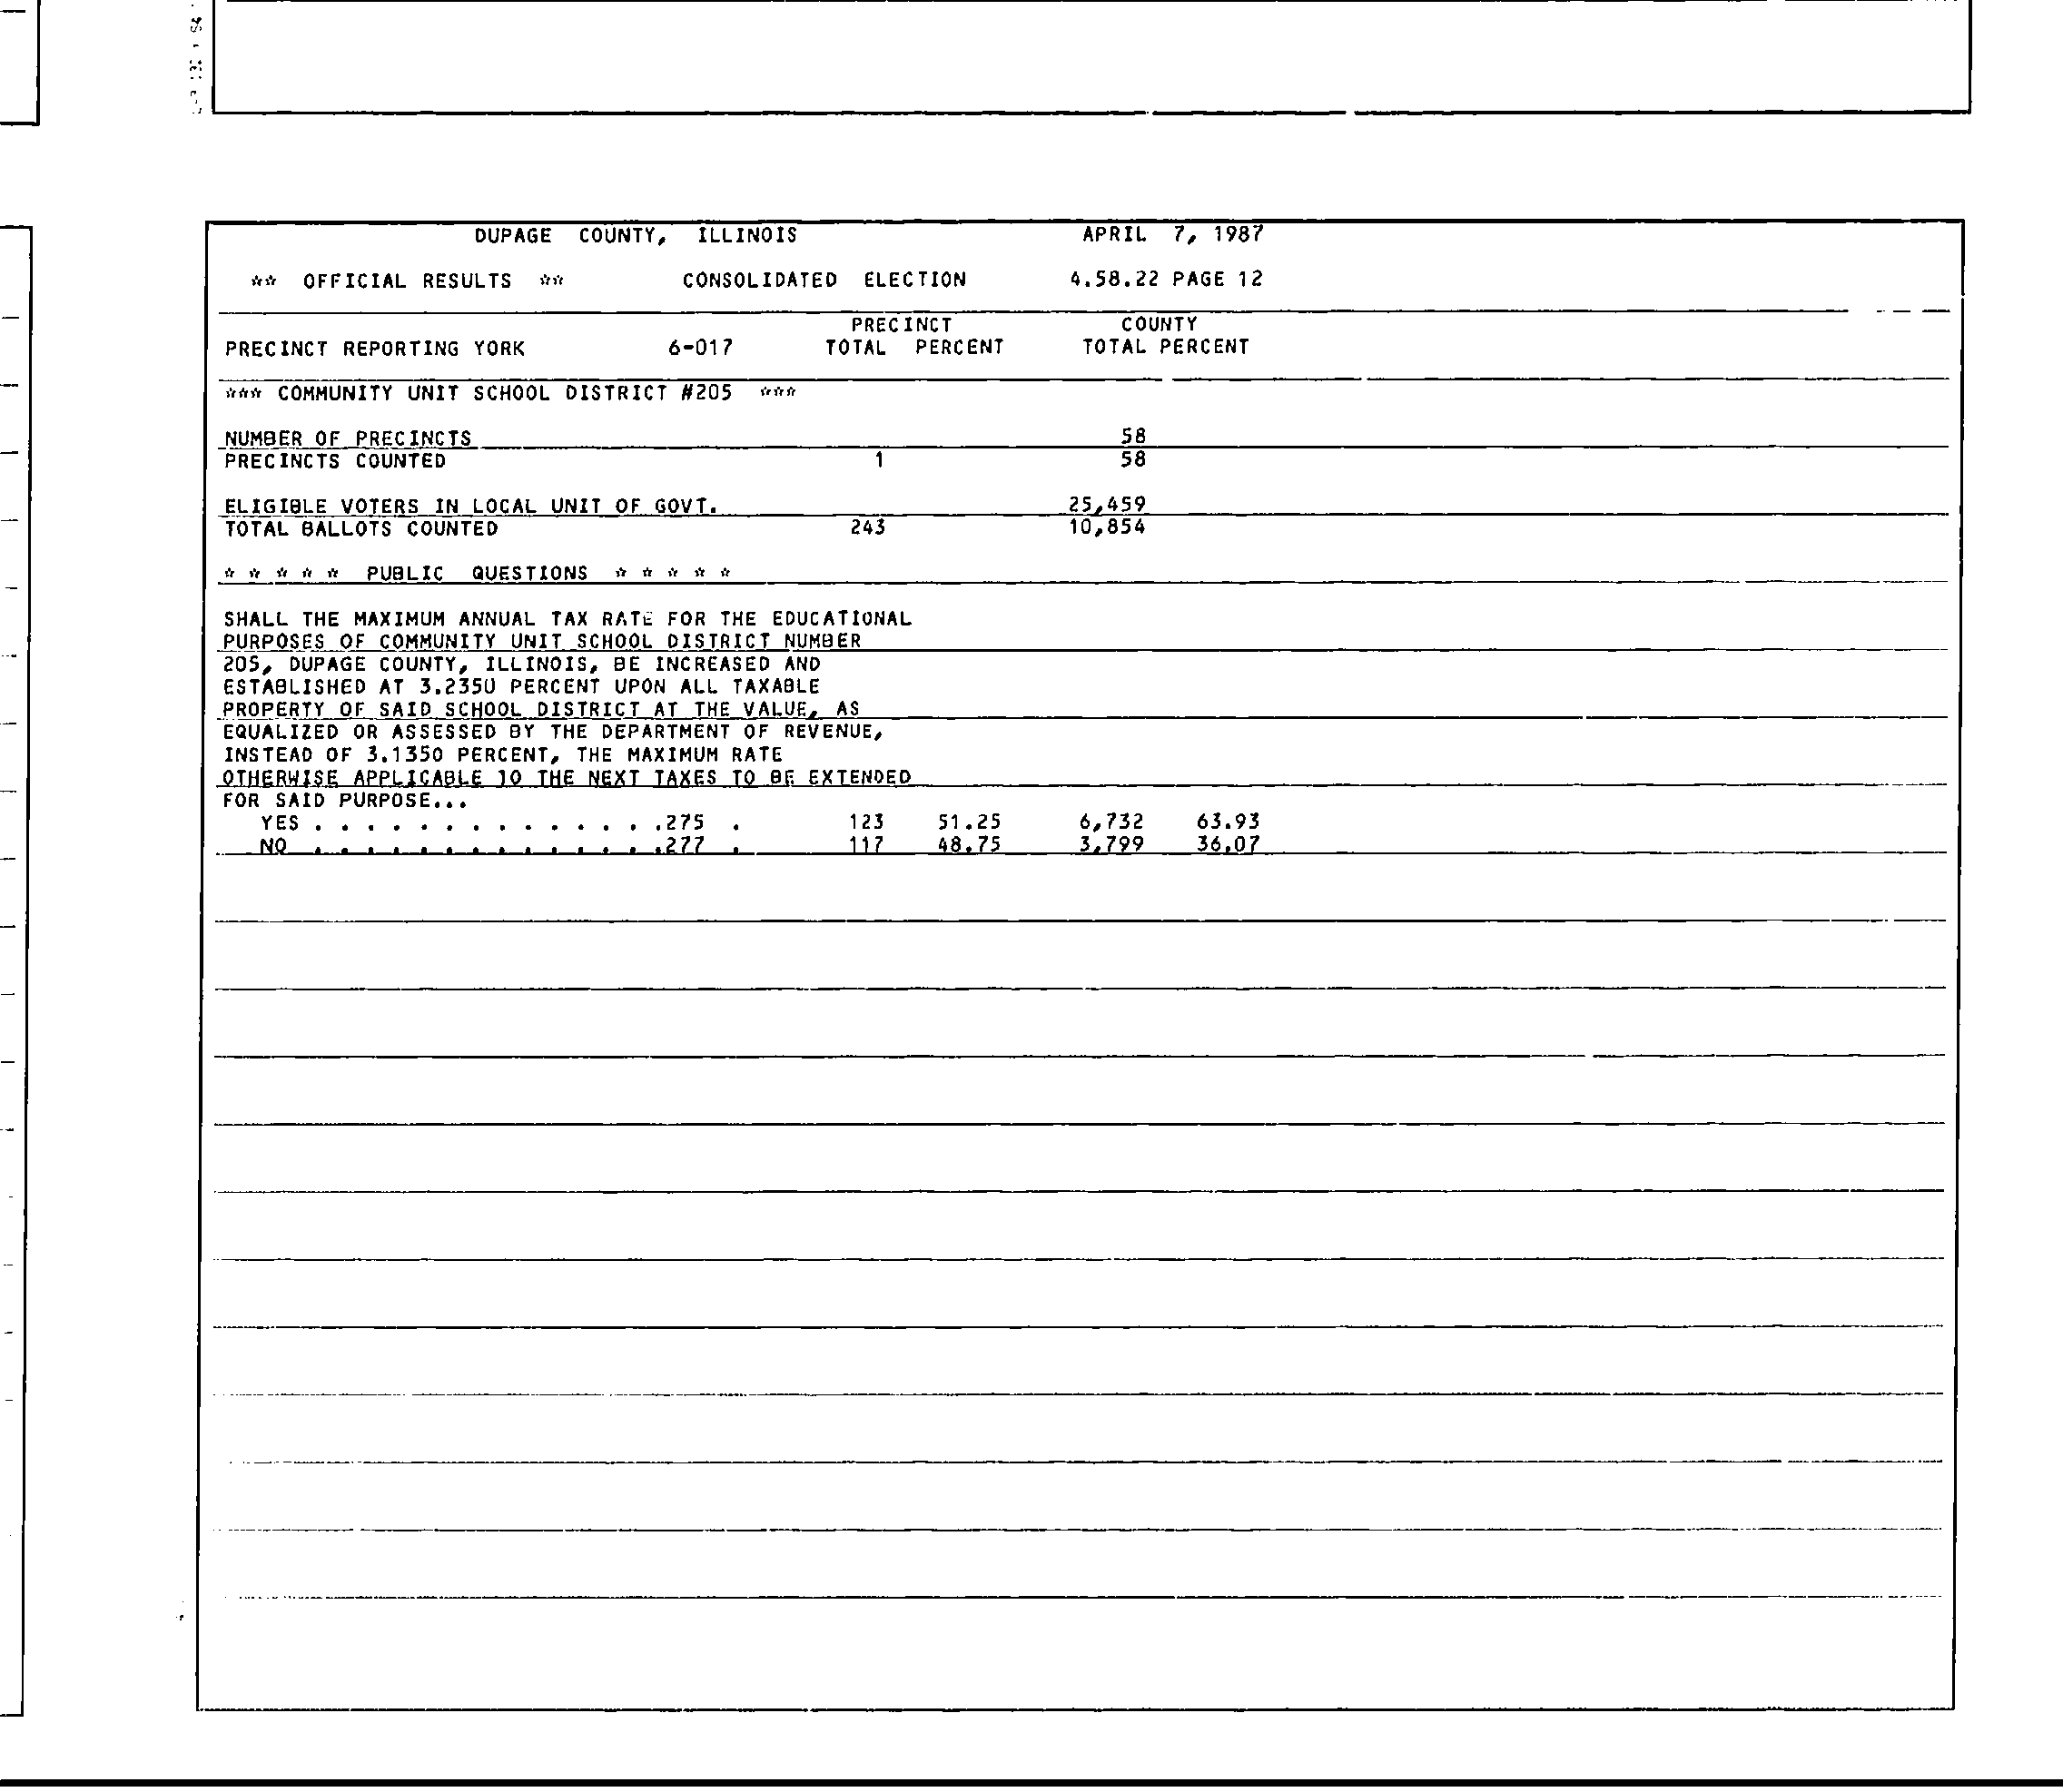 DUPAGE COUNTY, ILLINOIS APRIL 7, 1987
** OFFICIAL RESULTS ** CONSOLIDATED ELECTION 4.58.22 PAGE 12
PRECINCT COUNTY
PRECINCT REPORTING YORK 6-017 TOTAL PERCENT TOTAL PERCENT
*** COMMUNITY UNIT SCHOOL DISTRICT #205 ***
NUMBER OF PRECINCTS 58
PRECINCTS COUNTED 1 58
ELIGIBLE VOTERS IN LOCAL UNIT OF GOVT. 25,459
TOTAL BALLOTS COUNTED 243 10,854
* * * * * PUBLIC QUESTIONS * * * * *
SHALL THE MAXIMUM ANNUAL TAX RATE FOR THE EDUCATIONAL
PURPOSES OF COMMUNITY UNIT SCHOOL DISTRICT NUMBER
205, DUPAGE COUNTY, ILLINOIS, BE INCREASED AND
ESTABLISHED AT 3.2350 PERCENT UPON ALL TAXABLE
PROPERTY OF SAID SCHOOL DISTRICT AT THE VALUE, AS
EQUALIZED OR ASSESSED BY THE DEPARTMENT OF REVENUE,
INSTEAD OF 3.1350 PERCENT, THE MAXIMUM RATE
OTHERWISE APPLICABLE TO THE NEXT TAXES TO BE EXTENDED
FOR SAID PURPOSE...
YES . . . . . . . . . . . . . .275 . 123 51.25 6,732 63.93
NO . . . . . . . . . . . . . .277 . 117 48.75 3,799 36.07